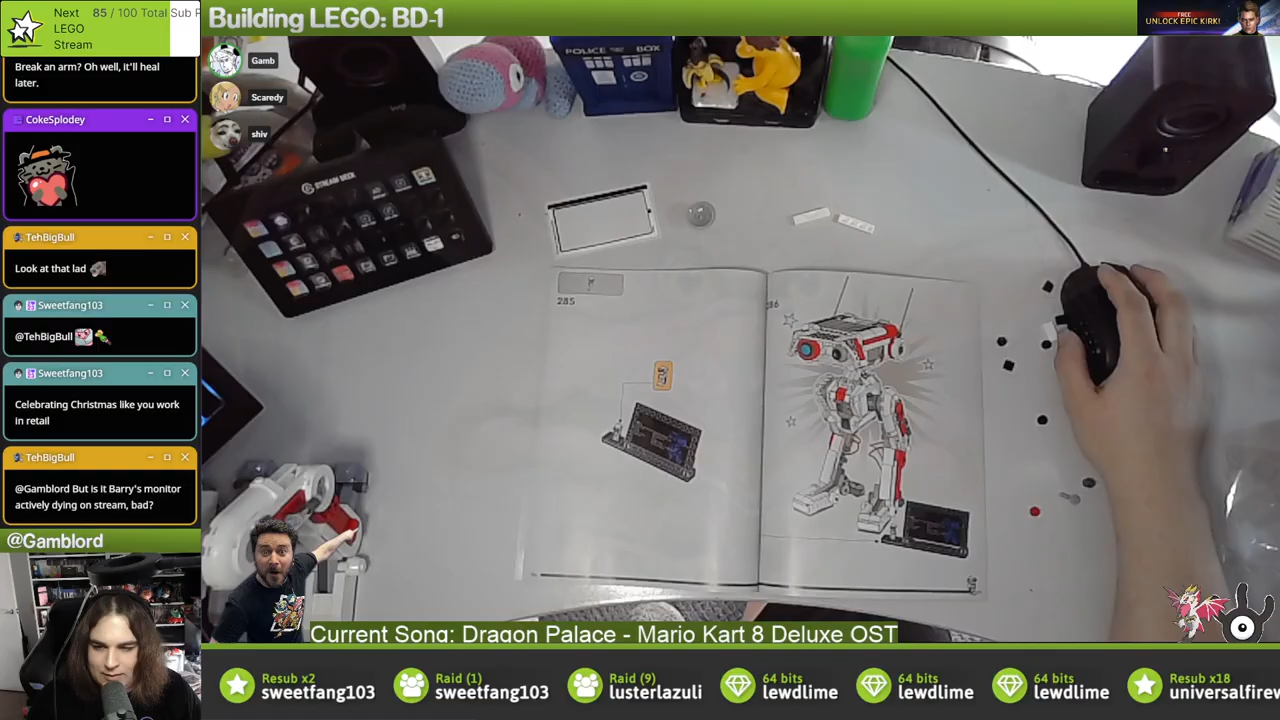 Next
LEGO
Stream
85 / 100 Total Sub
Building LEGO: BD-1
FREE
UNLOCK EPIC KIRK!
Break an arm? Oh well, it'll heal
later.
CokeSplodey
TehBigBull
Look at that lad
Sweetfang103
@TehBigBull
Sweetfang103
Celebrating Christmas like you work
in retail
TehBigBull
@Gamblord But is it Barry's monitor
actively dying on stream, bad?
@Gamblord
Gamb
Scaredy
shiv
POLICE BOX
STREAM DECK
285
Current Song: Dragon Palace - Mario Kart 8 Deluxe OST
Resub x2
sweetfang103
Raid (1)
sweetfang103
Raid (9)
lusterlazuli
64 bits
lewdlime
64 bits
lewdlime
64 bits
lewdlime
Resub x18